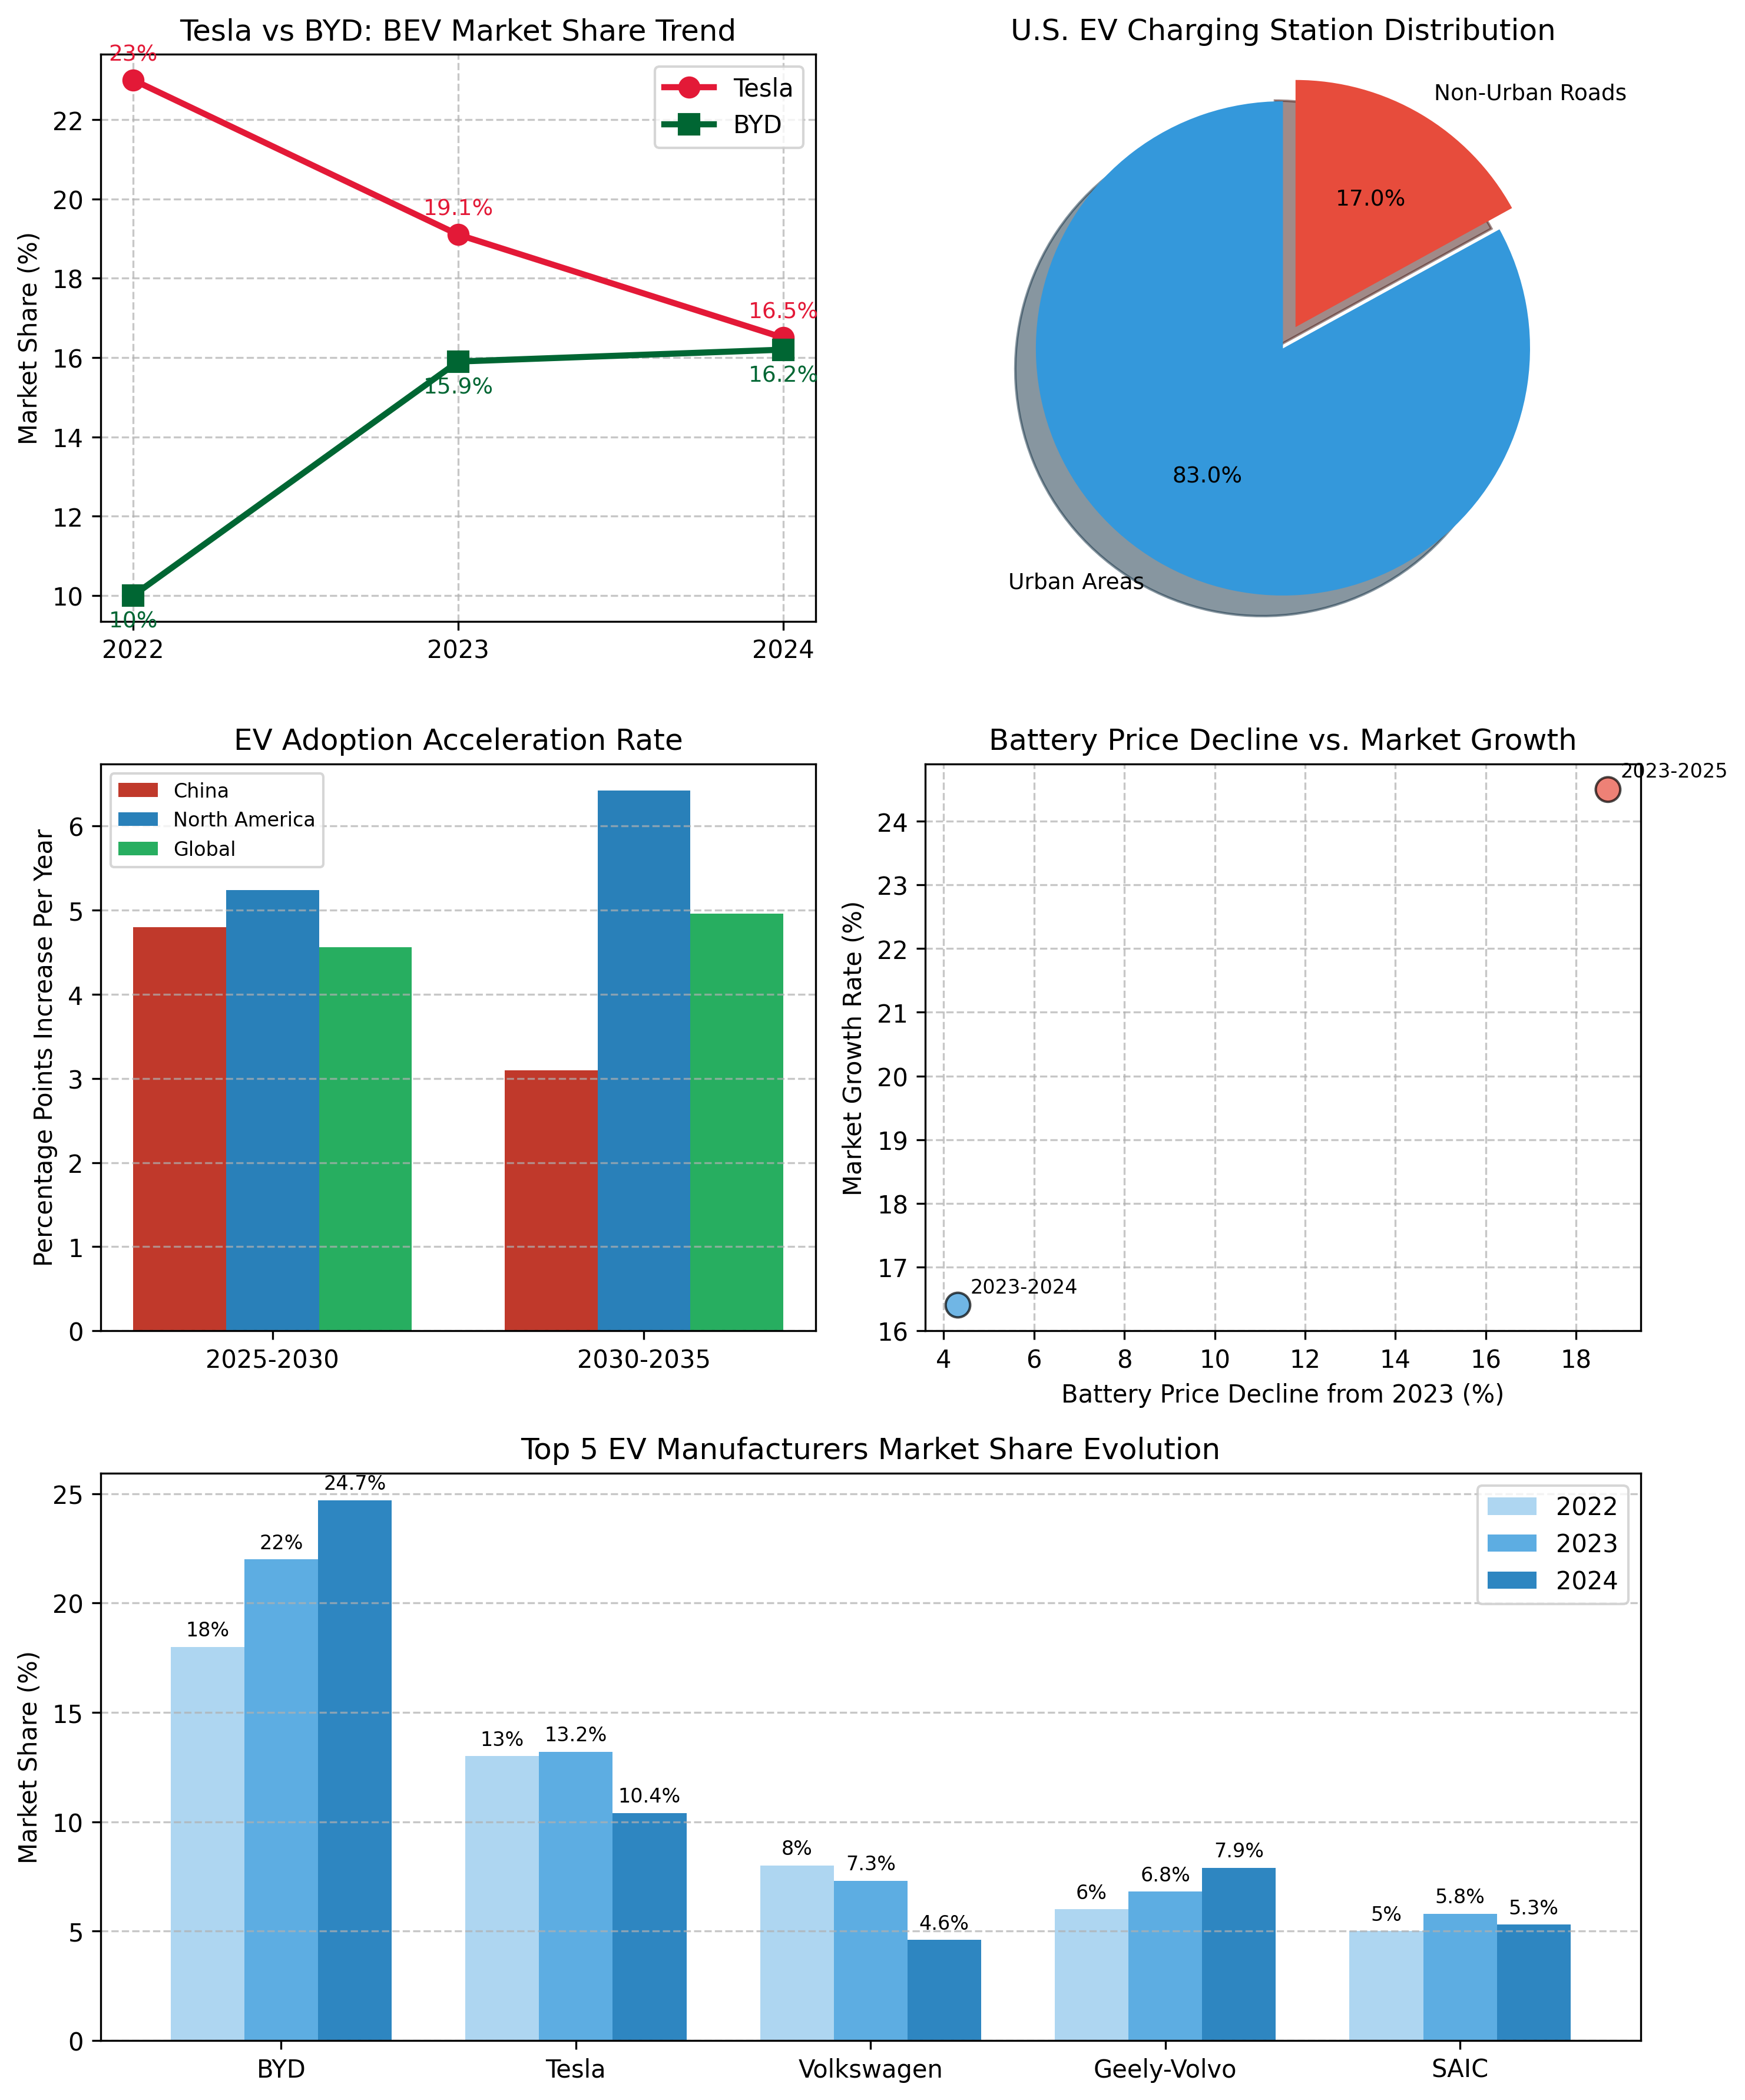 Tesla vs BYD: BEV Market Share Trend
23%
Tesla
BYD
22
20
18
16
14
12
10
Market Share (%)
19.1%
16.5%
15.9%
16.2%
10%
2022 2023 2024
U.S. EV Charging Station Distribution
Non-Urban Roads
17.0%
83.0%
Urban Areas
EV Adoption Acceleration Rate
China
North America
Global
6
5
4
3
2
1
0
Percentage Points Increase Per Year
2025-2030 2030-2035
Battery Price Decline vs. Market Growth
2023-2025
24
23
22
21
20
19
18
17
16
Market Growth Rate (%)
2023-2024
4 6 8 10 12 14 16 18
Battery Price Decline from 2023 (%)
Top 5 EV Manufacturers Market Share Evolution
2022
2023
2024
25
20
15
10
5
0
Market Share (%)
18% 22% 24.7%
13% 13.2% 10.4%
8% 7.3% 4.6%
6% 6.8% 7.9%
5% 5.8% 5.3%
BYD Tesla Volkswagen Geely-Volvo SAIC